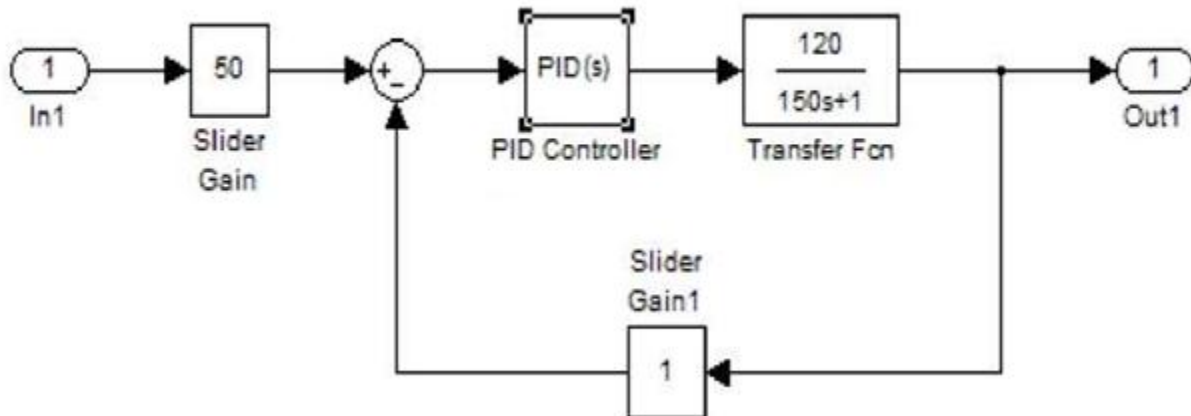 1
In1
50
Slider
Gain
+
−
PID(s)
PID Controller
120
150s+1
Transfer Fcn
1
Out1
Slider
Gain1
1